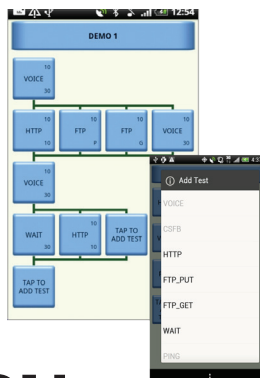 12:54
DEMO 1
10
VOICE
30
10 10 10
HTTP FTP FTP VOICE
10 P G 30
10
VOICE
30
10 10
WAIT HTTP TAP TO
ADD TEST
30 10
TAP TO
ADD TEST
Add Test
VOICE
CSFB
HTTP
FTP_PUT
FTP_GET
WAIT
PING